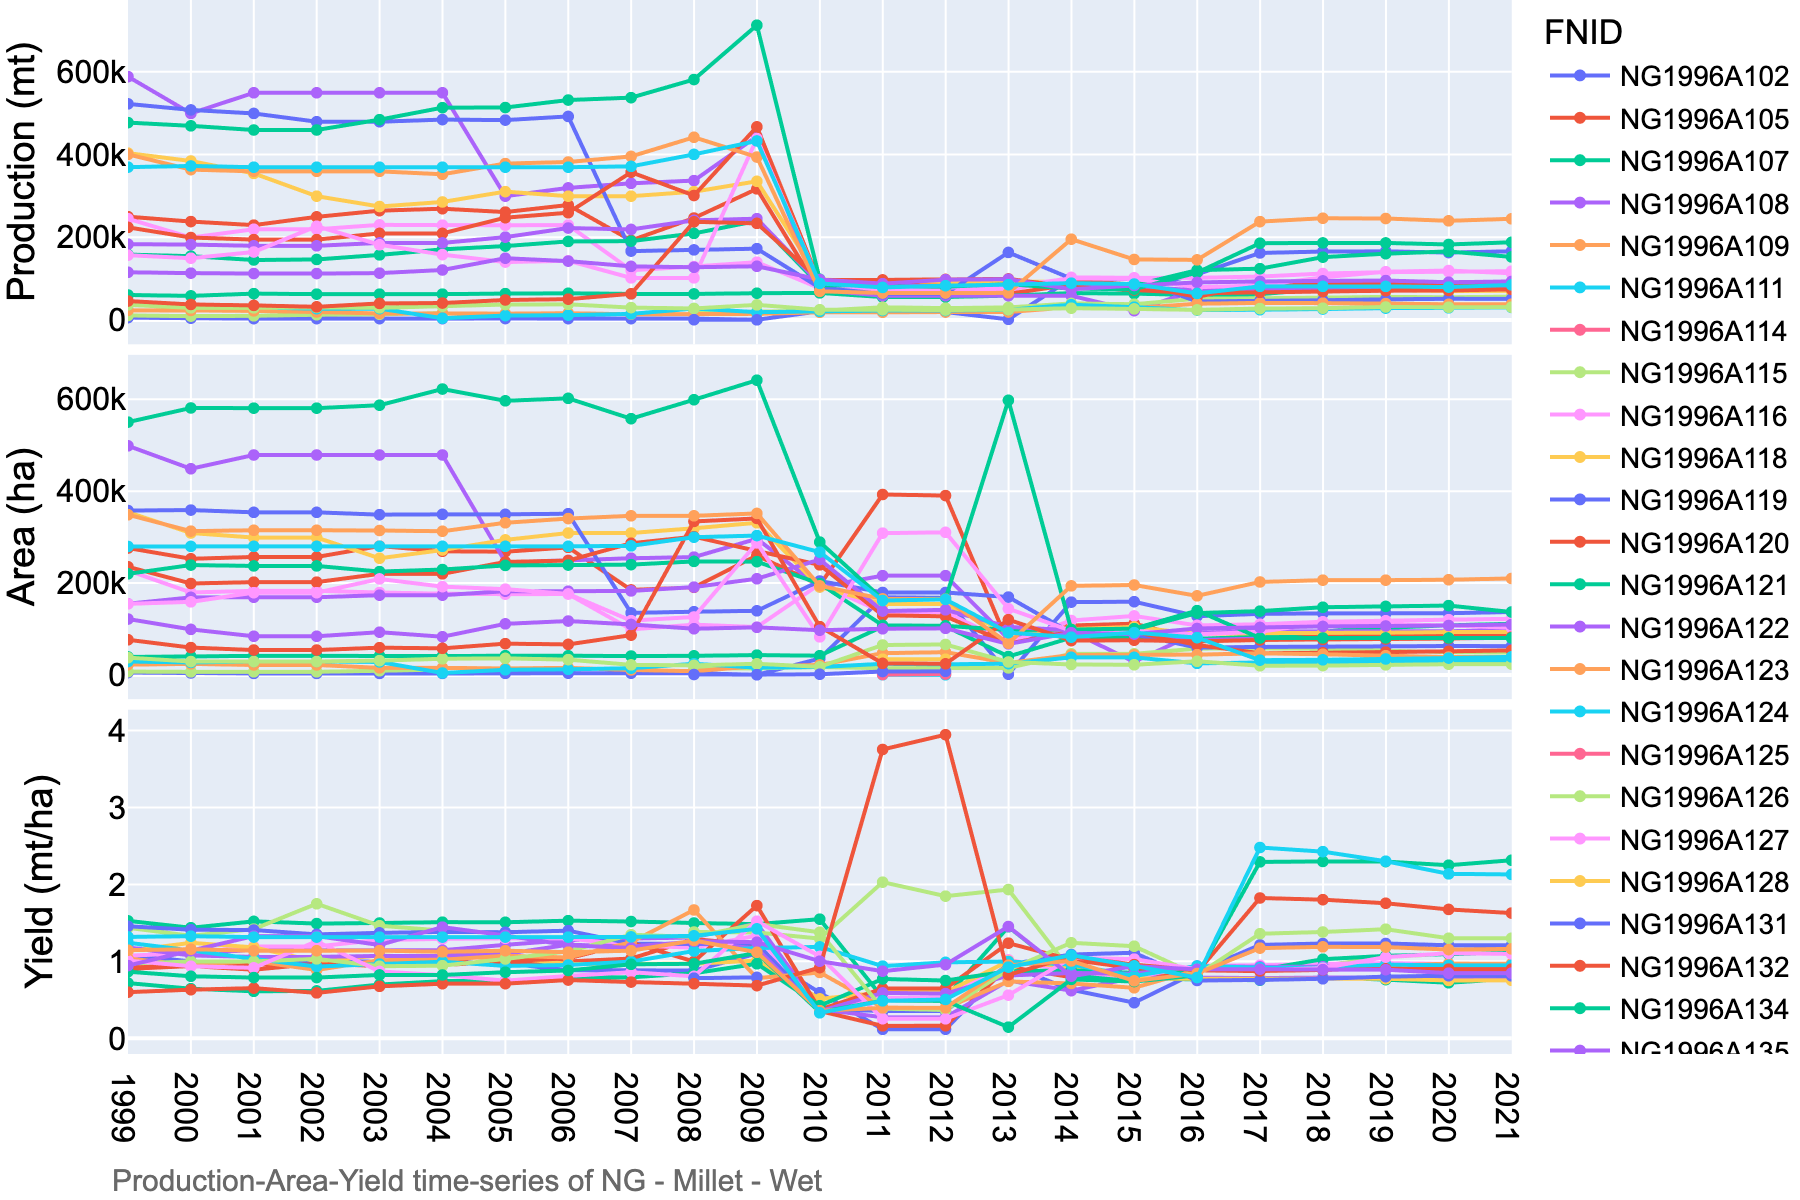 Production (mt)
600k
400k
200k
0
Area (ha)
600k
400k
200k
0
Yield (mt/ha)
4
3
2
1
0
1999
2000
2001
2002
2003
2004
2005
2006
2007
2008
2009
2010
2011
2012
2013
2014
2015
2016
2017
2018
2019
2020
2021
Production-Area-Yield time-series of NG - Millet - Wet
FNID
NG1996A102
NG1996A105
NG1996A107
NG1996A108
NG1996A109
NG1996A111
NG1996A114
NG1996A115
NG1996A116
NG1996A118
NG1996A119
NG1996A120
NG1996A121
NG1996A122
NG1996A123
NG1996A124
NG1996A125
NG1996A126
NG1996A127
NG1996A128
NG1996A131
NG1996A132
NG1996A134
NG1996A135